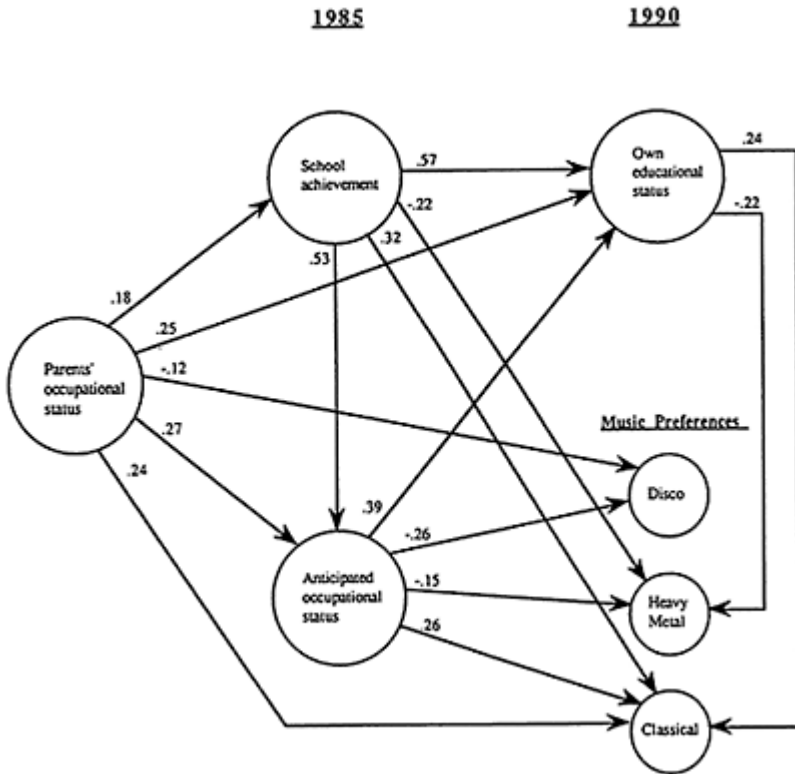 1985
1990
School
achievement
Own
educational
status
.57
-.22
.32
.53
.24
-.22
.18
.25
-.12
.27
.24
Parents'
occupational
status
Music Preferences
Disco
.39
-.26
-.15
.26
Anticipated
occupational
status
Heavy
Metal
Classical